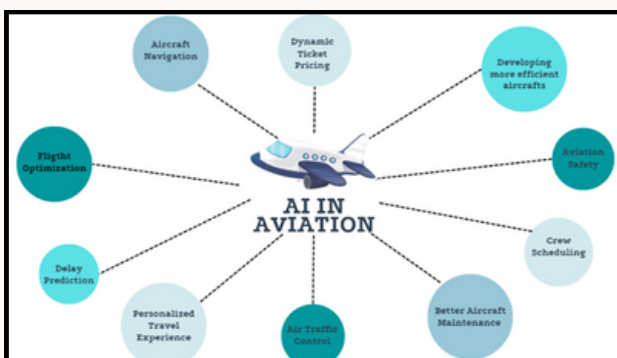 Aircraft
Navigation
Dynamic
Ticket
Pricing
Developing
more efficient
aircrafts
Flight
Optimization
Aviation
Safety
AI IN
AVIATION
Crew
Scheduling
Delay
Prediction
Personalized
Travel
Experience
Air Traffic
Control
Better Aircraft
Maintenance